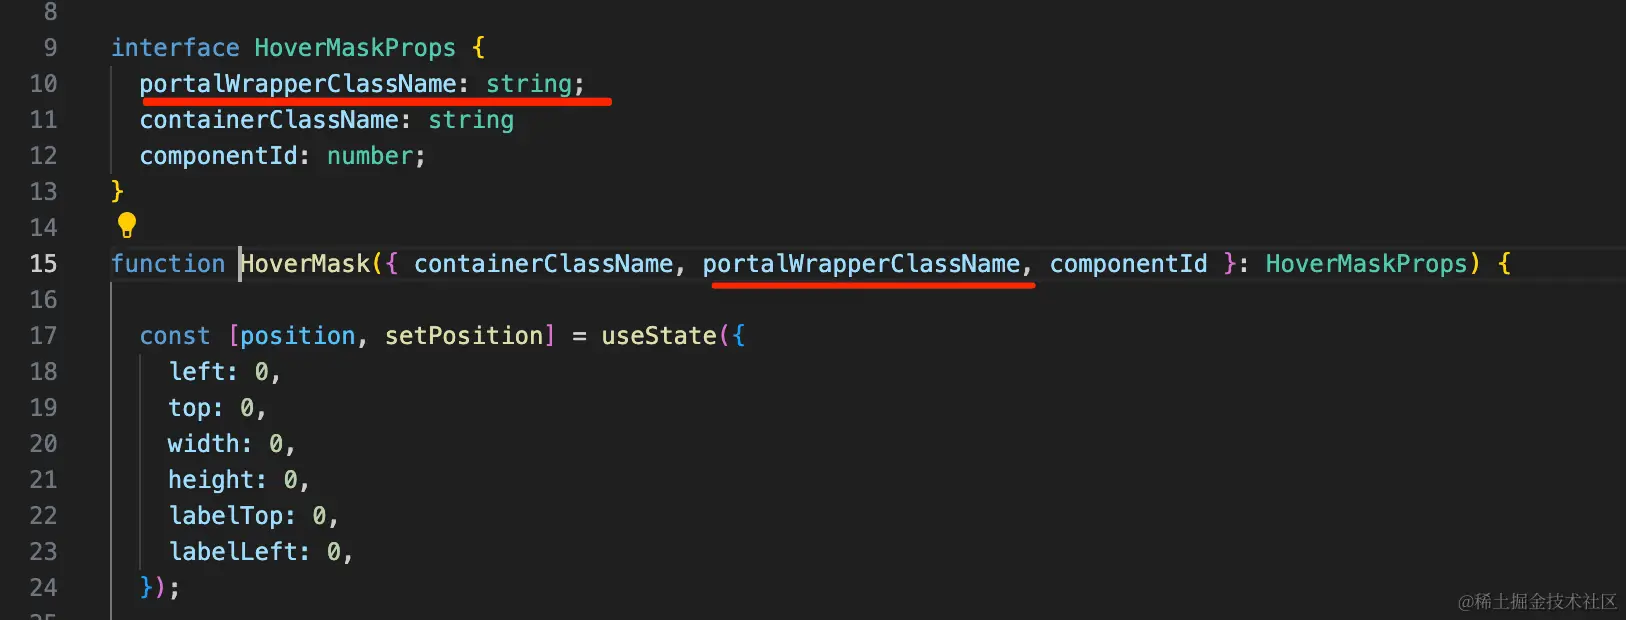 8
9 interface HoverMaskProps {
10 portalWrapperClassName: string;
11 containerClassName: string
12 componentId: number;
13 }
14
15 function HoverMask({ containerClassName, portalWrapperClassName, componentId }: HoverMaskProps) {
16
17 const [position, setPosition] = useState({
18 left: 0,
19 top: 0,
20 width: 0,
21 height: 0,
22 labelTop: 0,
23 labelLeft: 0,
24 });
25
@稀土掘金技术社区